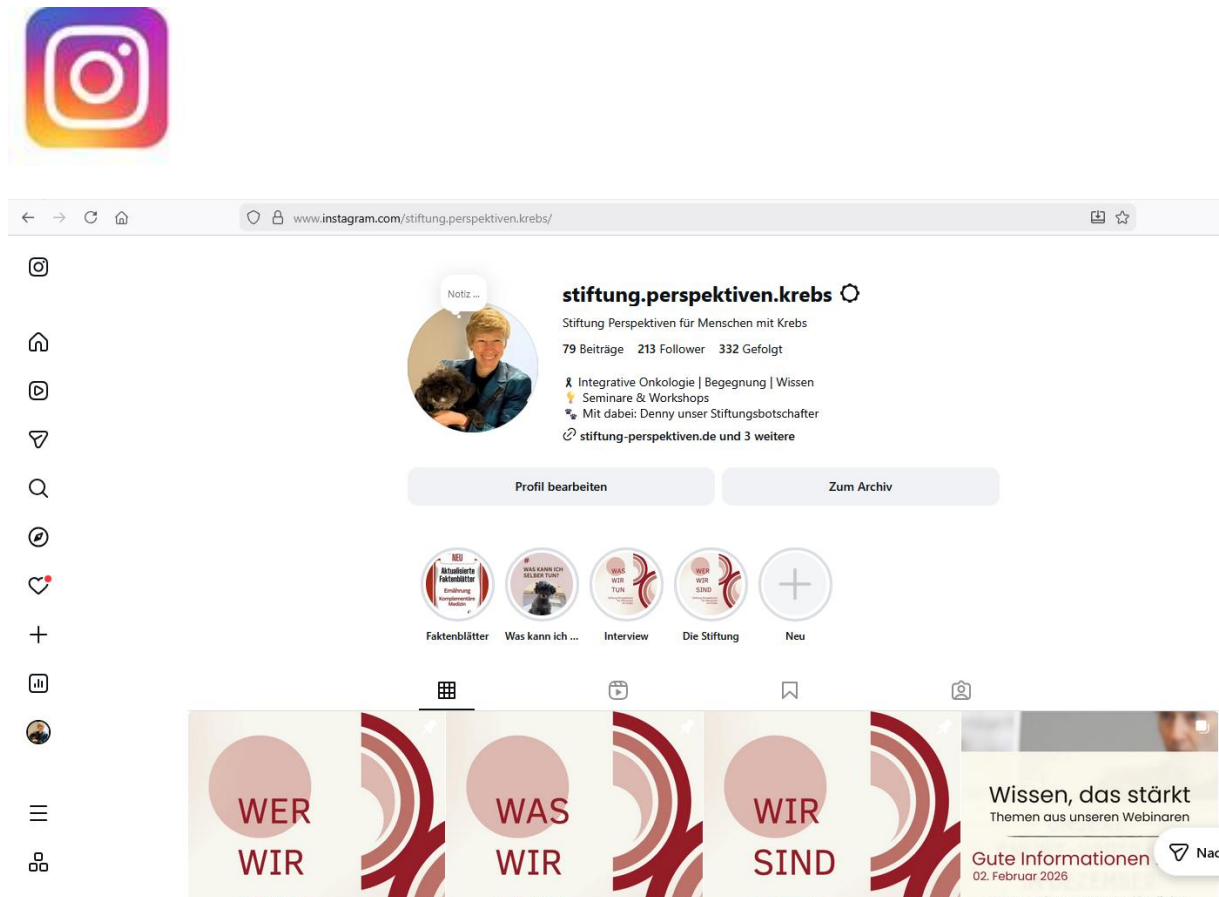 www.instagram.com/stiftung.perspektiven.krebs/
Notiz ...
stiftung.perspektiven.krebs
Stiftung Perspektiven für Menschen mit Krebs
79 Beiträge 213 Follower 332 Gefolgt
Integrative Onkologie | Begegnung | Wissen
Seminare & Workshops
Mit dabei: Denny unser Stiftungsbotschafter
stiftung-perspektiven.de und 3 weitere
Profil bearbeiten Zum Archiv
NEU
Aktualisierte
Faktenblätter
Ernährung
Komplementäre
Medizin
#
WAS KANN ICH
SELBER TUN?
WAS
WIR
TUN
WER
WIR
SIND
Faktenblätter Was kann ich ... Interview Die Stiftung Neu
WER
WIR
WAS
WIR
WIR
SIND
Wissen, das stärkt
Themen aus unseren Webinaren
Gute Informationen
02. Februar 2026
Nac